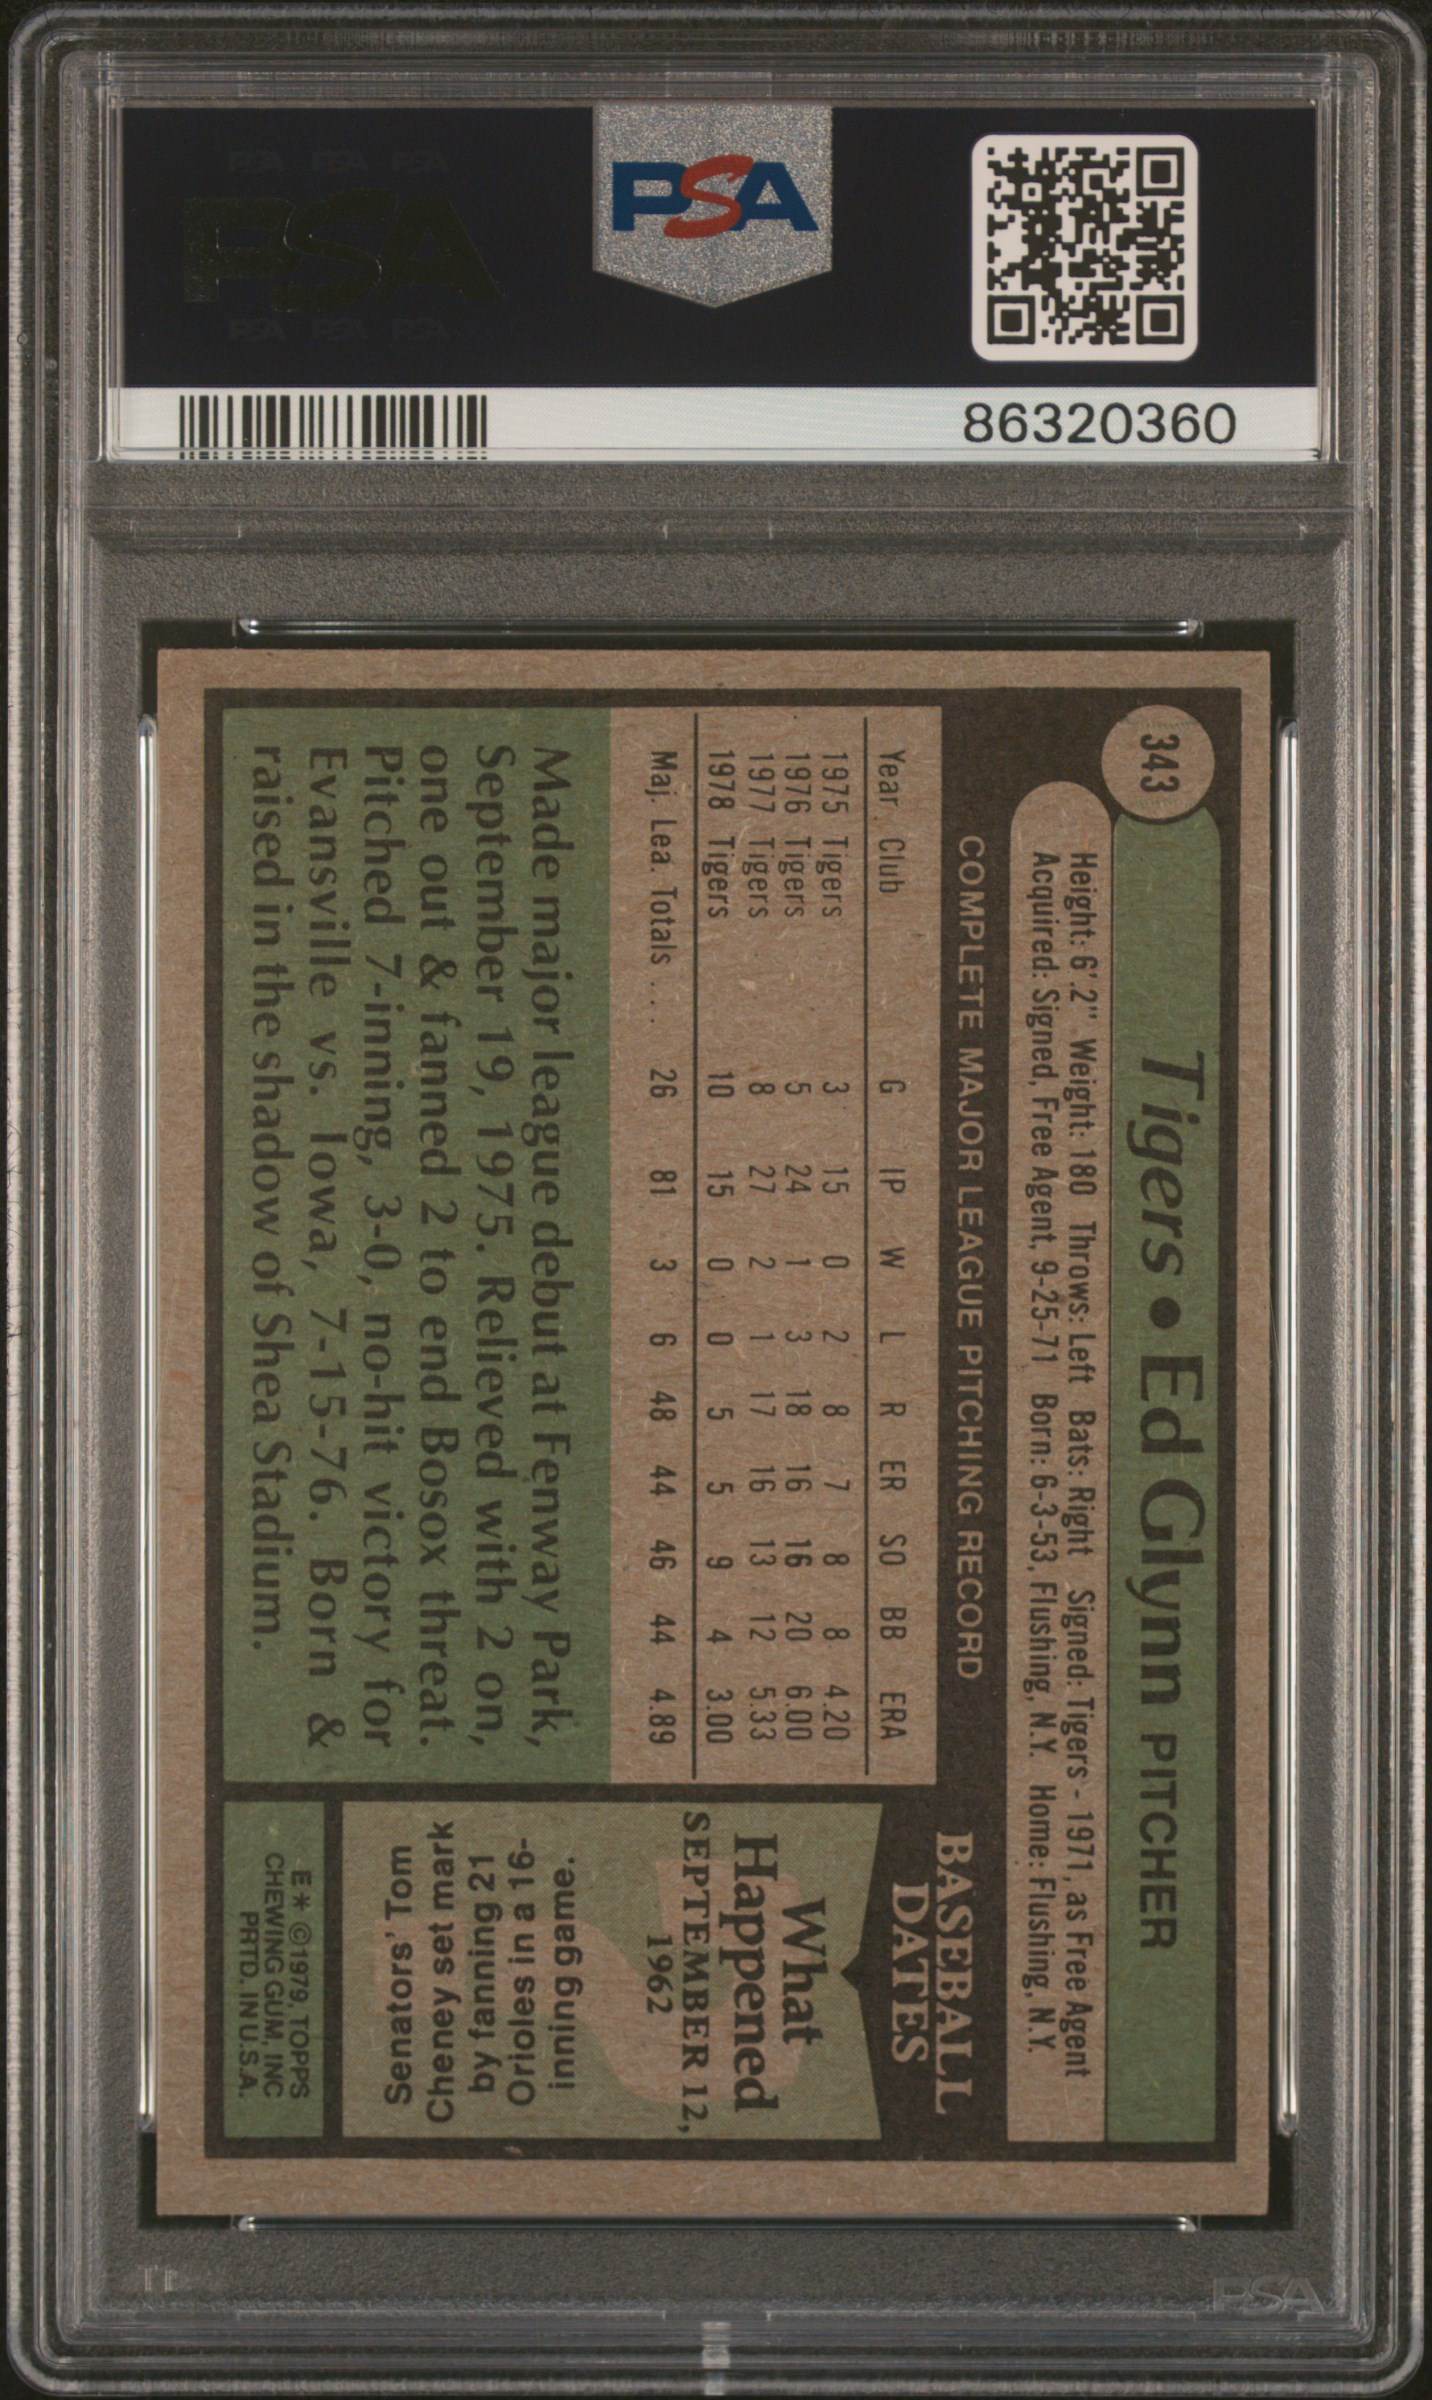 PSA
PSA PSA PSA
PSA
PSA PSA PSA
86320360
343
Tigers • Ed Glynn PITCHER
Height: 6'.2" Weight: 180 Throws: Left Bats: Right Signed: Tigers - 1971, as Free Agent
Acquired: Signed, Free Agent, 9-25-71 Born: 6-3-53, Flushing, N.Y. Home: Flushing, N.Y.
COMPLETE MAJOR LEAGUE PITCHING RECORD
Year Club G IP W L R ER SO BB ERA
1975 Tigers 3 15 0 2 8 7 8 8 4.20
1976 Tigers 5 24 1 3 18 16 16 20 6.00
1977 Tigers 8 27 2 1 17 16 13 12 5.33
1978 Tigers 10 15 0 0 5 5 9 4 3.00
Maj. Lea. Totals . . . 26 81 3 6 48 44 46 44 4.89
Made major league debut at Fenway Park,
September 19, 1975. Relieved with 2 on,
one out & fanned 2 to end Bosox threat.
Pitched 7-inning, 3-0, no-hit victory for
Evansville vs. Iowa, 7-15-76. Born &
raised in the shadow of Shea Stadium.
BASEBALL
DATES
What
Happened
SEPTEMBER 12,
1962
Senators' Tom
Cheney set mark
by fanning 21
Orioles in a 16-
inning game.
E* ©1979, TOPPS
CHEWING GUM, INC
PRTD. IN U.S.A.
PSA